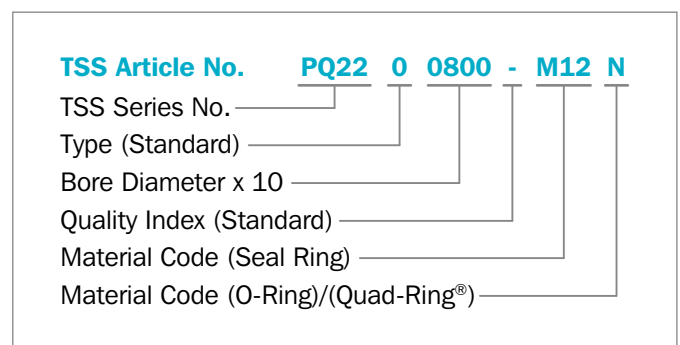 TSS Article No. PQ22 0 0800 - M12 N
TSS Series No.
Type (Standard)
Bore Diameter x 10
Quality Index (Standard)
Material Code (Seal Ring)
Material Code (O-Ring)/(Quad-Ring®)